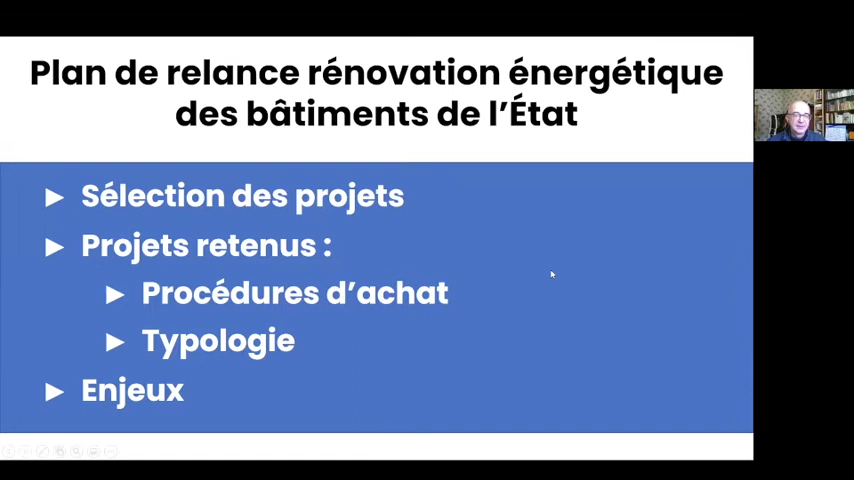 Plan de relance rénovation énergétique
des bâtiments de l'État
► Sélection des projets
► Projets retenus :
► Procédures d'achat
► Typologie
► Enjeux